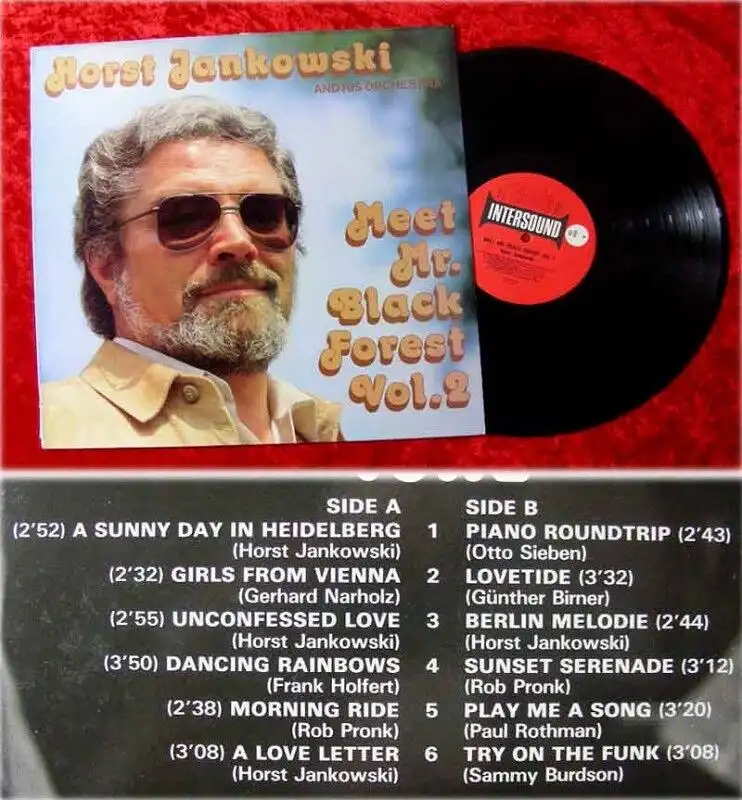 Horst Jankowski
AND HIS ORCHESTRA
Meet
Mr.
Black
Forest
Vol.2
INTERSOUND
SIDE A
(2'52) A SUNNY DAY IN HEIDELBERG
(Horst Jankowski)
(2'32) GIRLS FROM VIENNA
(Gerhard Narholz)
(2'55) UNCONFESSED LOVE
(Horst Jankowski)
(3'50) DANCING RAINBOWS
(Frank Holfert)
(2'38) MORNING RIDE
(Rob Pronk)
(3'08) A LOVE LETTER
(Horst Jankowski)
1
2
3
4
5
6
SIDE B
PIANO ROUNDTRIP (2'43)
(Otto Sieben)
LOVETIDE (3'32)
(Günther Birner)
BERLIN MELODIE (2'44)
(Horst Jankowski)
SUNSET SERENADE (3'12)
(Rob Pronk)
PLAY ME A SONG (3'20)
(Paul Rothman)
TRY ON THE FUNK (3'08)
(Sammy Burdson)